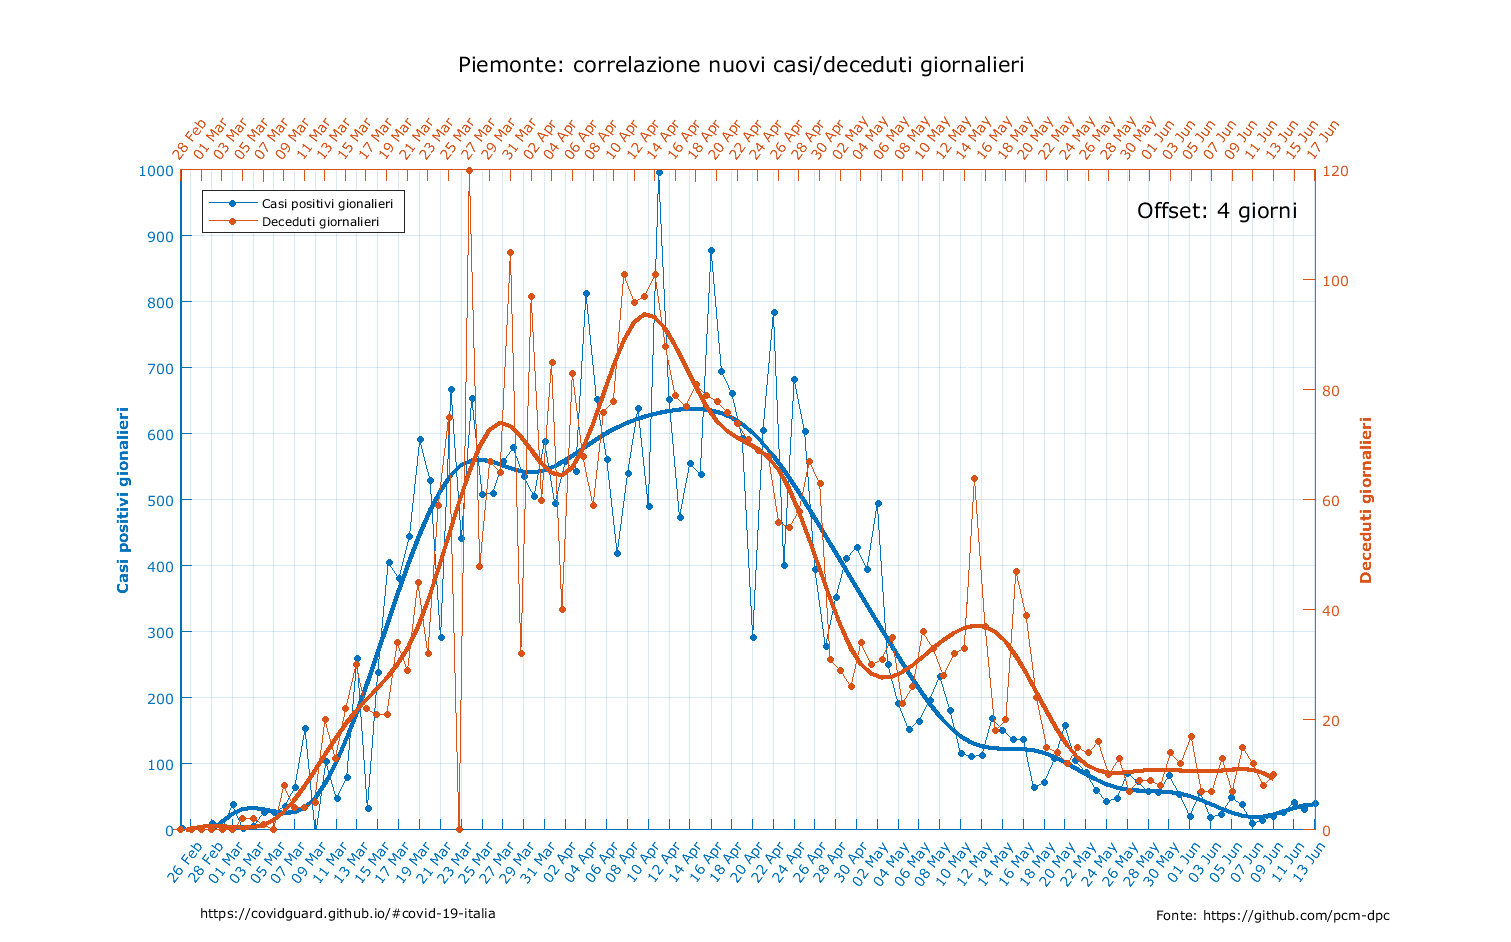 Piemonte: correlazione nuovi casi/deceduti giornalieri
28 Feb 01 Mar 03 Mar 05 Mar 07 Mar 09 Mar 11 Mar 13 Mar 15 Mar 17 Mar 19 Mar 21 Mar 23 Mar 25 Mar 27 Mar 29 Mar 31 Mar 02 Apr 04 Apr 06 Apr 08 Apr 10 Apr 12 Apr 14 Apr 16 Apr 18 Apr 20 Apr 22 Apr 24 Apr 26 Apr 28 Apr 30 Apr 02 May 04 May 06 May 08 May 10 May 12 May 14 May 16 May 18 May 20 May 22 May 24 May 26 May 28 May 30 May 01 Jun 03 Jun 05 Jun 07 Jun 09 Jun 11 Jun 13 Jun 15 Jun 17 Jun
1000
900
800
700
600
500
400
300
200
100
0
Casi positivi gionalieri
Casi positivi gionalieri
Deceduti giornalieri
Offset: 4 giorni
120
100
80
60
40
20
0
Deceduti giornalieri
26 Feb 28 Feb 01 Mar 03 Mar 05 Mar 07 Mar 09 Mar 11 Mar 13 Mar 15 Mar 17 Mar 19 Mar 21 Mar 23 Mar 25 Mar 27 Mar 29 Mar 31 Mar 02 Apr 04 Apr 06 Apr 08 Apr 10 Apr 12 Apr 14 Apr 16 Apr 18 Apr 20 Apr 22 Apr 24 Apr 26 Apr 28 Apr 30 Apr 02 May 04 May 06 May 08 May 10 May 12 May 14 May 16 May 18 May 20 May 22 May 24 May 26 May 28 May 30 May 01 Jun 03 Jun 05 Jun 07 Jun 09 Jun 11 Jun 13 Jun
https://covidguard.github.io/#covid-19-italia
Fonte: https://github.com/pcm-dpc